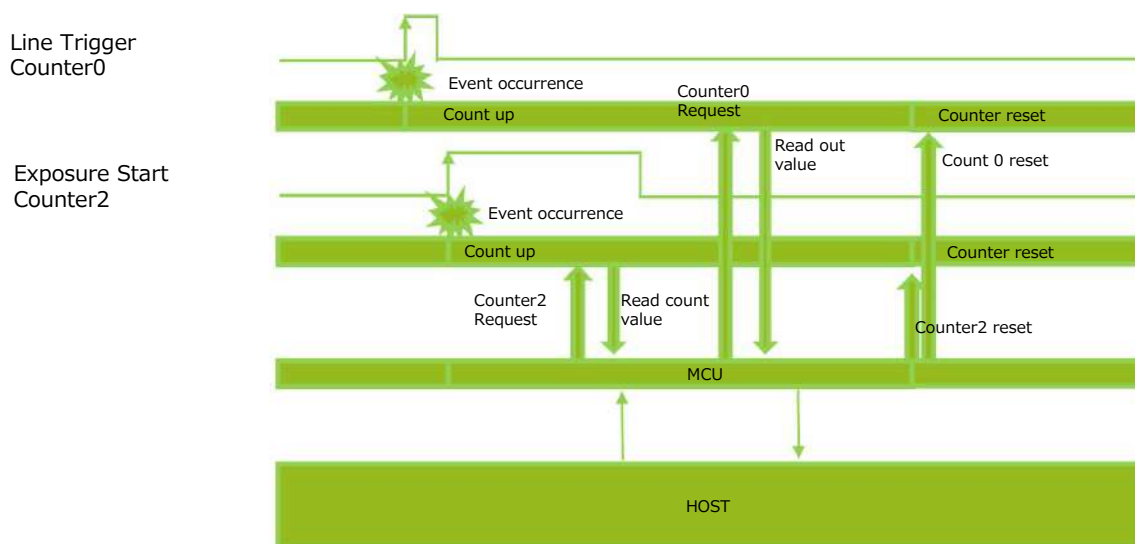 Line Trigger
Counter0
Event occurrence
Counter0
Request
Count up
Counter reset
Read out
value
Count 0 reset
Exposure Start
Counter2
Event occurrence
Count up
Counter reset
Counter2
Request
Read count
value
Counter2 reset
MCU
HOST